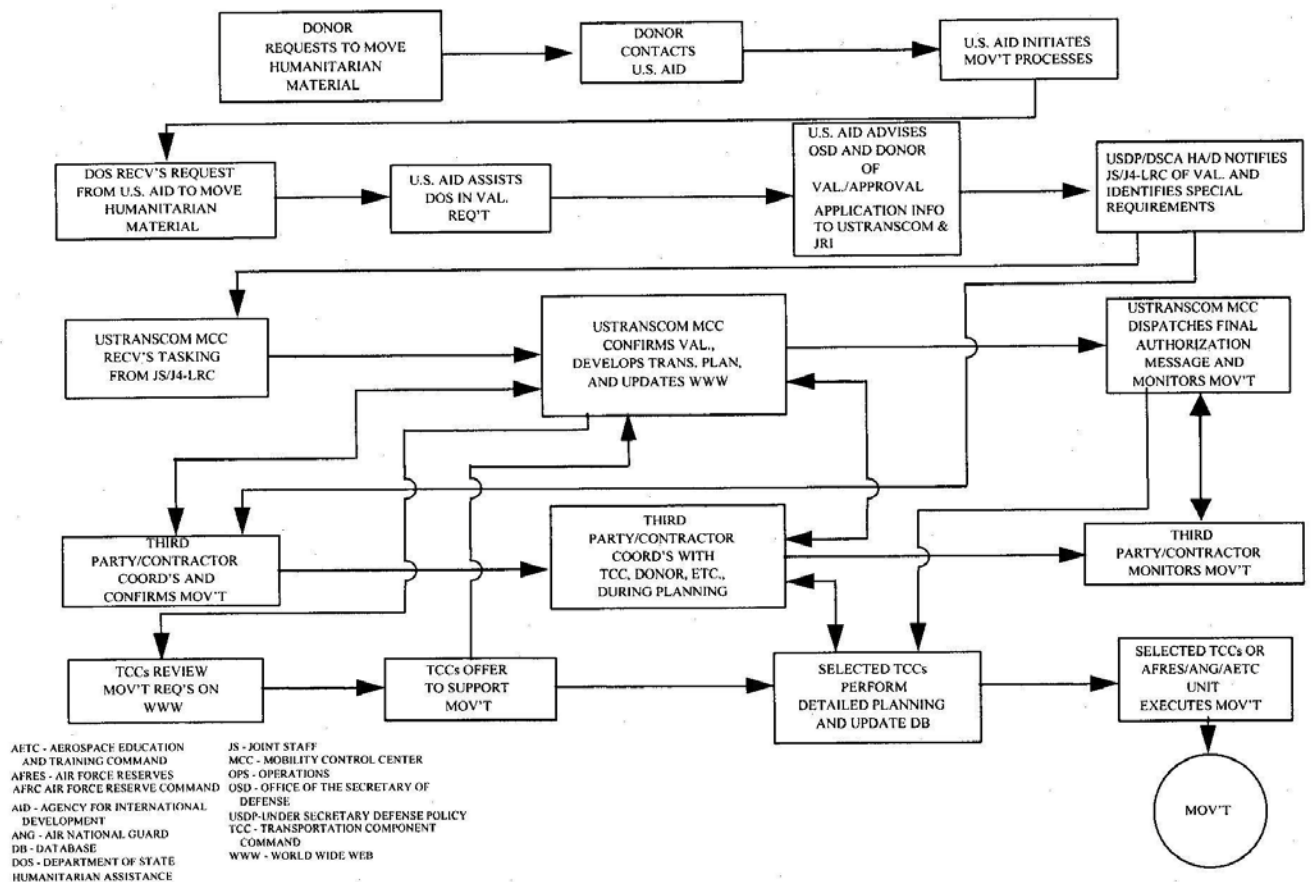 DONOR
REQUESTS TO MOVE
HUMANITARIAN
MATERIAL
DONOR
CONTACTS
U.S. AID
U.S. AID INITIATES
MOV'T PROCESSES
DOS RECV'S REQUEST
FROM U.S. AID TO MOVE
HUMANITARIAN
MATERIAL
U.S. AID ASSISTS
DOS IN VAL.
REQ'T
U.S. AID ADVISES
OSD AND DONOR
OF
VAL./APPROVAL
APPLICATION INFO
TO USTRANSCOM &
JRI
USDP/DSCA HA/D NOTIFIES
JS/J4-LRC OF VAL. AND
IDENTIFIES SPECIAL
REQUIREMENTS
USTRANSCOM MCC
RECV'S TASKING
FROM JS/J4-LRC
USTRANSCOM MCC
CONFIRMS VAL.,
DEVELOPS TRANS. PLAN,
AND UPDATES WWW
USTRANSCOM MCC
DISPATCHES FINAL
AUTHORIZATION
MESSAGE AND
MONITORS MOV'T
THIRD
PARTY/CONTRACTOR
COORD'S AND
CONFIRMS MOV'T
THIRD
PARTY/CONTRACTOR
COORD'S WITH
TCC, DONOR, ETC.,
DURING PLANNING
THIRD
PARTY/CONTRACTOR
MONITORS MOV'T
TCCs REVIEW
MOV'T REQ'S ON
WWW
TCCs OFFER
TO SUPPORT
MOV'T
SELECTED TCCs
PERFORM
DETAILED PLANNING
AND UPDATE DB
SELECTED TCCs OR
AFRES/ANG/AETC
UNIT
EXECUTES MOV'T
MOV'T
AETC - AEROSPACE EDUCATION
AND TRAINING COMMAND
AFRES - AIR FORCE RESERVES
AFRC AIR FORCE RESERVE COMMAND
AID - AGENCY FOR INTERNATIONAL
DEVELOPMENT
ANG - AIR NATIONAL GUARD
DB - DATABASE
DOS - DEPARTMENT OF STATE
HUMANITARIAN ASSISTANCE
JS - JOINT STAFF
MCC - MOBILITY CONTROL CENTER
OPS - OPERATIONS
OSD - OFFICE OF THE SECRETARY OF
DEFENSE
USDP-UNDER SECRETARY DEFENSE POLICY
TCC - TRANSPORTATION COMPONENT
COMMAND
WWW - WORLD WIDE WEB